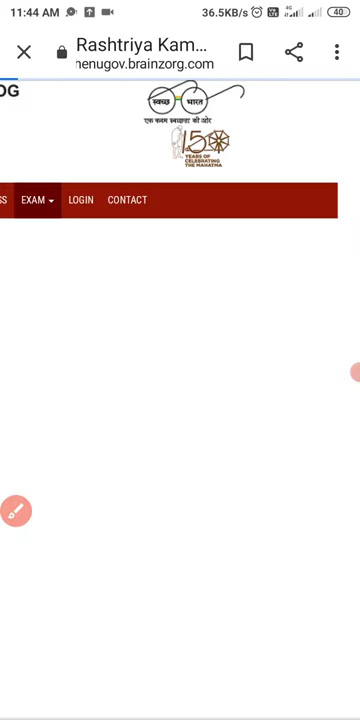 11:44 AM 36.5KB/s 4G 40
Rashtriya Kam...
henugov.brainzorg.com
OG
स्वच्छ भारत
एक कदम स्वच्छता की ओर
150
YEARS OF
CELEBRATING
THE MAHATMA
SS EXAM LOGIN CONTACT